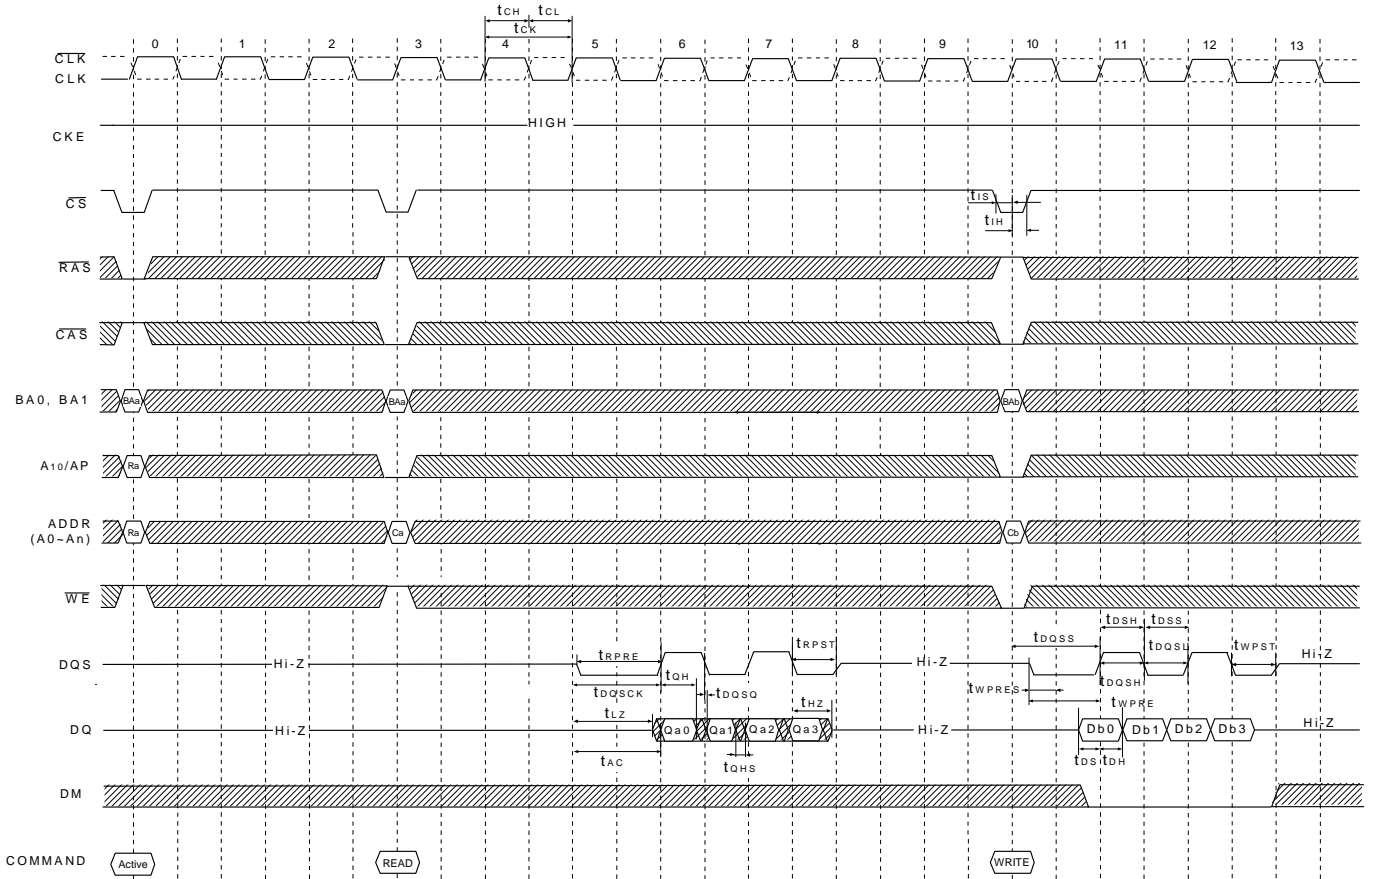 tCH tCL
tCK
0 1 2 3 4 5 6 7 8 9 10 11 12 13
CLK
CLK
HIGH
CKE
CS
tIS
tIH
RAS
CAS
BA0, BA1 BAa BAa BAb
A10/AP Ra
ADDR
(A0~An) Ra Ca Cb
WE
tDSH tDSS
tRPRE tRPST tDQSS tDQSL tWPST
DQS Hi-Z Hi-Z Hi-Z
tQH tDQSH
tDQSCK tDQSQ tWPRES
tLZ tHZ tWPRE
DQ Hi-Z Qa0 Qa1 Qa2 Qa3 Hi-Z Db0 Db1 Db2 Db3 Hi-Z
tAC tQHS tDS tDH
DM
COMMAND Active READ WRITE